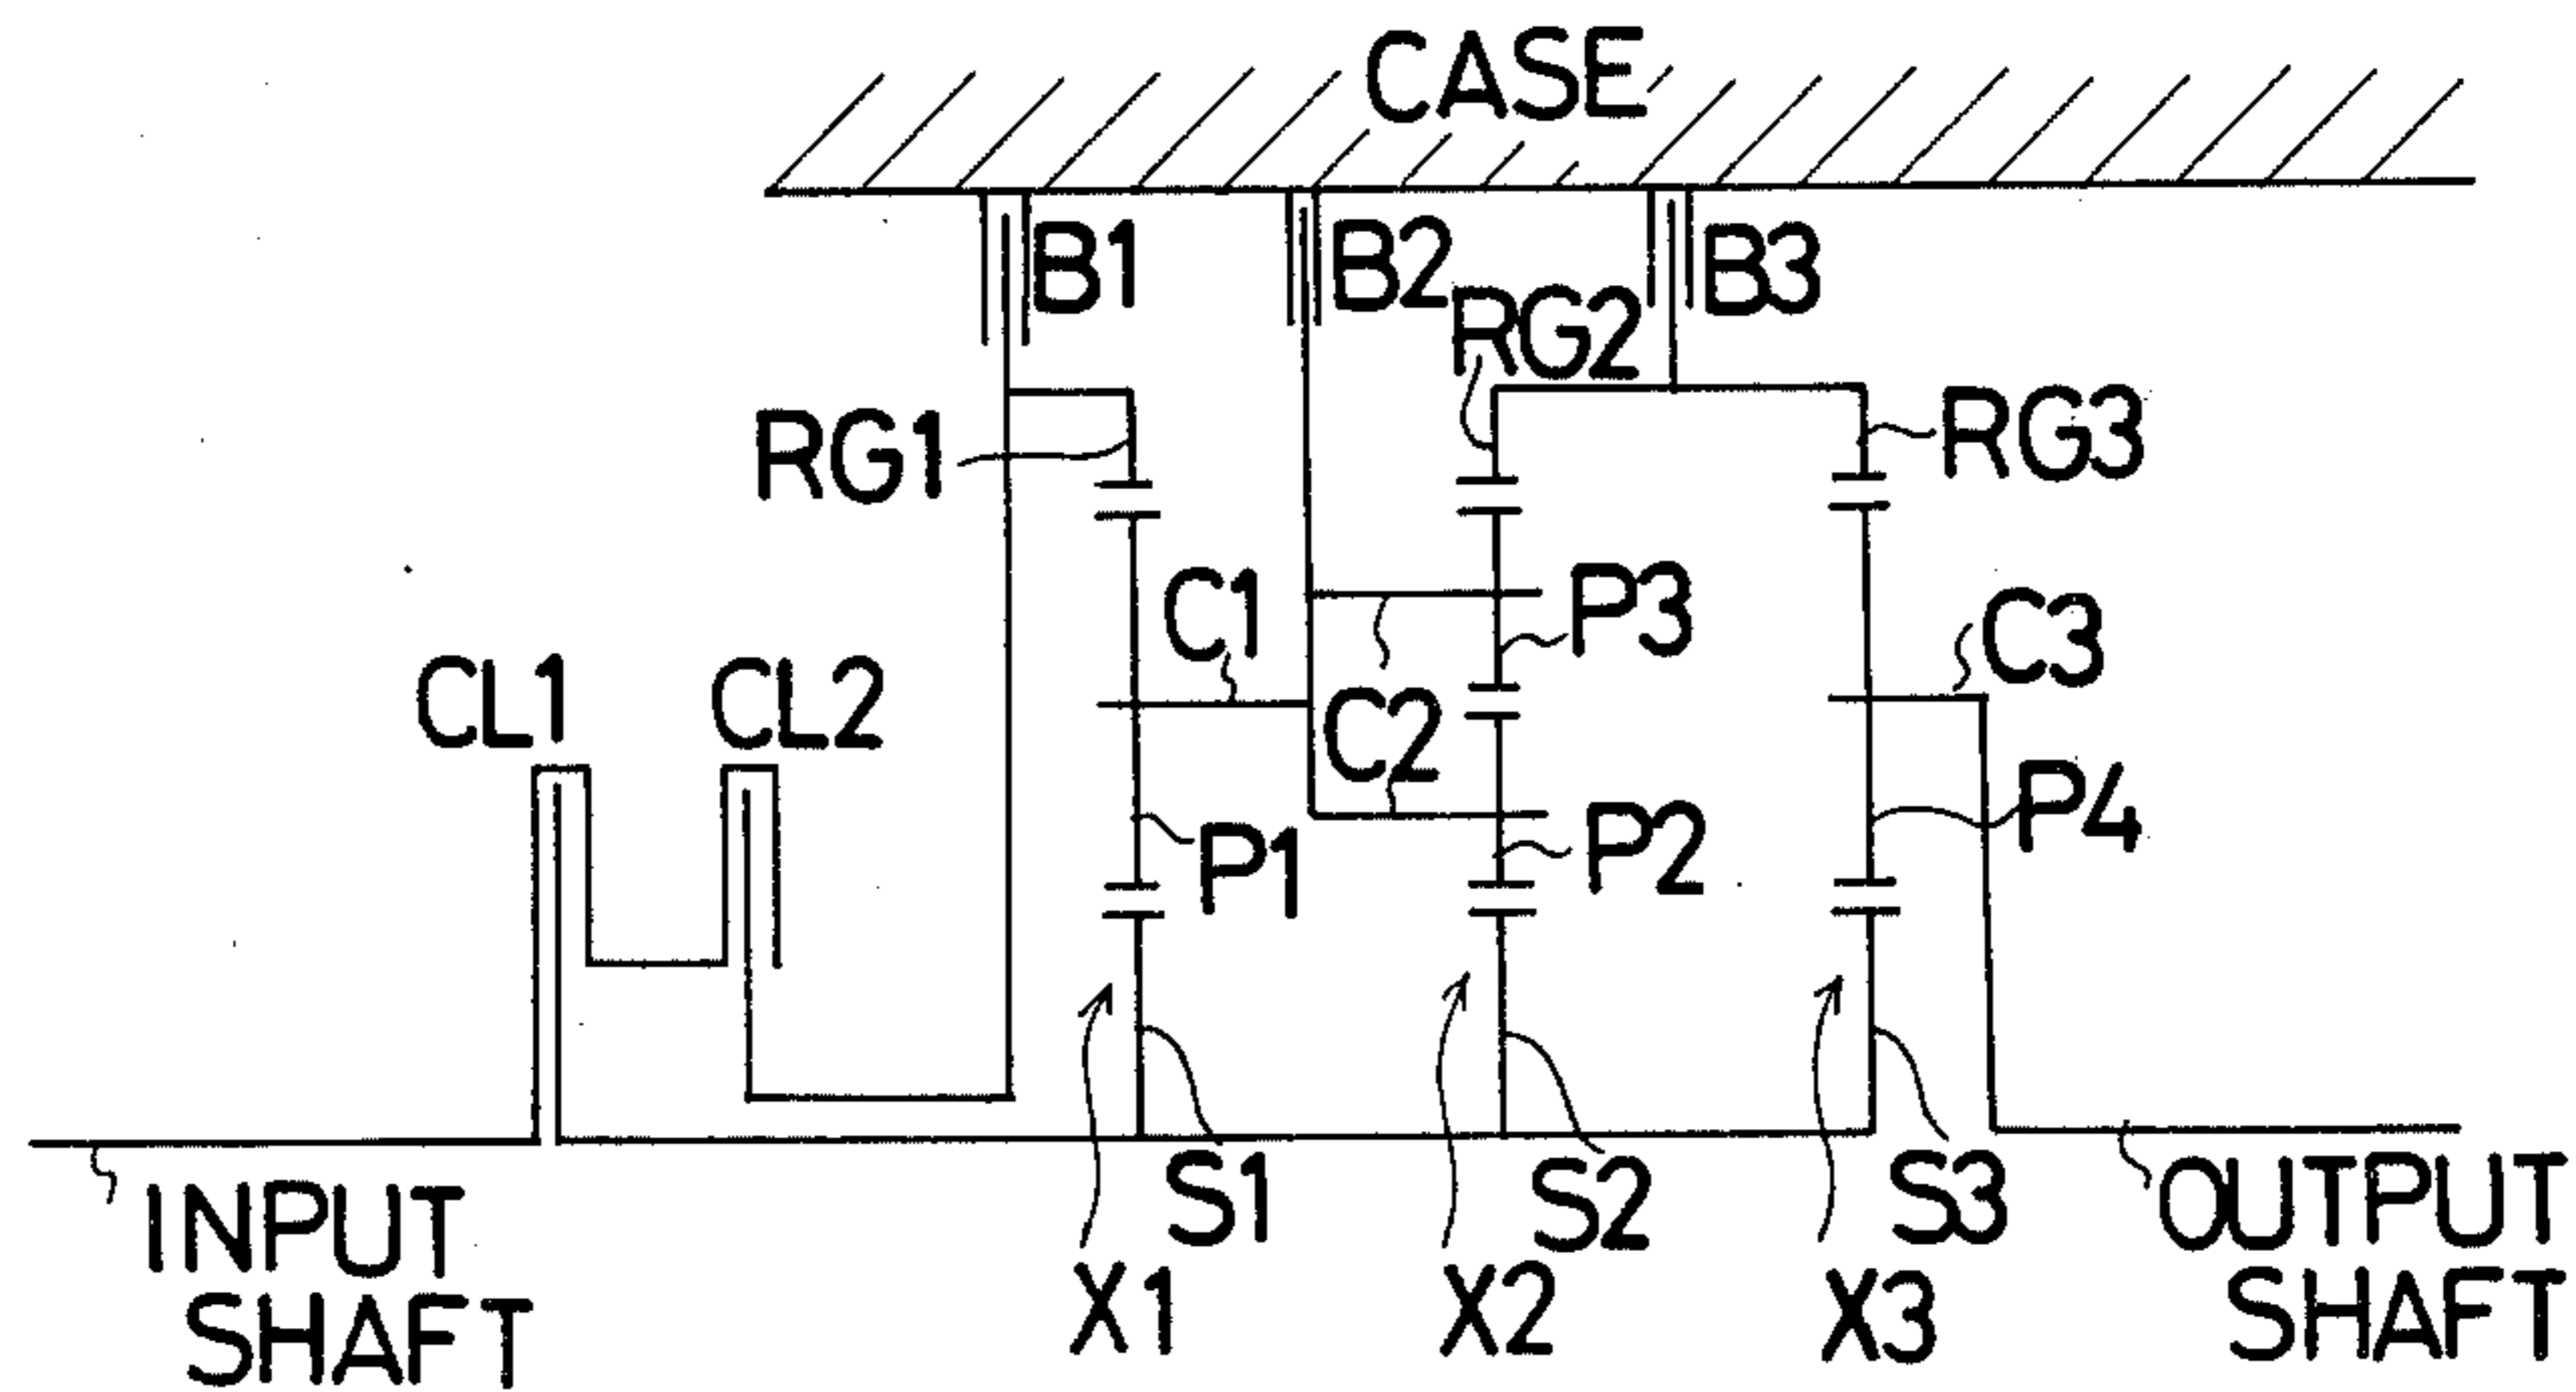 CASE
B1
B2
B3
RG2
RG1
RG3
C1
P3
C3
CL1
CL2
C2
P4
P1
P2
S1
S2
S3
INPUT
SHAFT
OUTPUT
SHAFT
X1
X2
X3